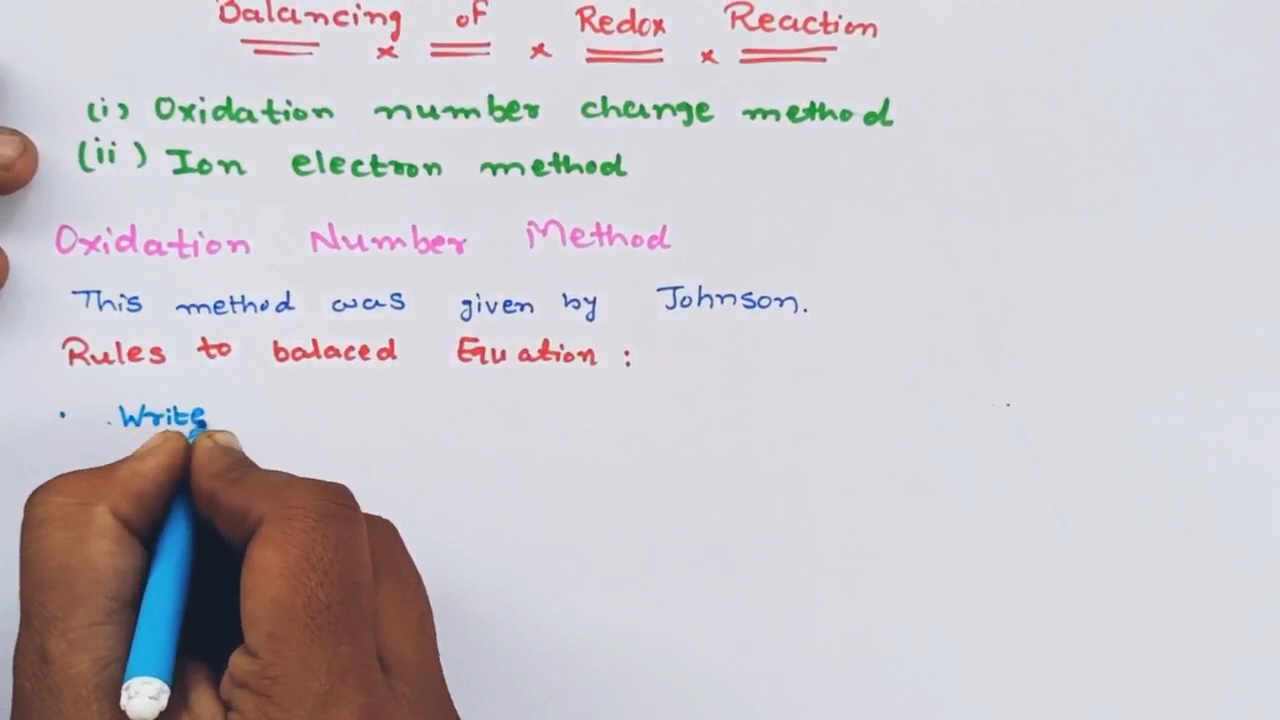 Balancing of Redox Reaction
(i) Oxidation number change method
(ii) Ion electron method
Oxidation Number Method
This method was given by Johnson.
Rules to balaced Equation :
. Write